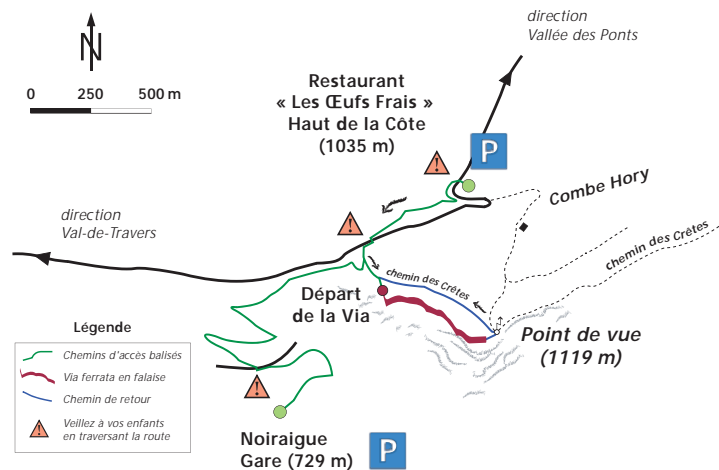 direction
Vallée des Ponts
N
0 250 500 m
Restaurant
« Les Œufs Frais »
Haut de la Côte
(1035 m)
P
Combe Hory
direction
Val-de-Travers
chemin des Crêtes
chemin des Crêtes
Départ
de la Via
Point de vue
(1119 m)
Légende
Chemins d'accès balisés
Via ferrata en falaise
Chemin de retour
Veillez à vos enfants
en traversant la route
Noiraigue
Gare (729 m)
P